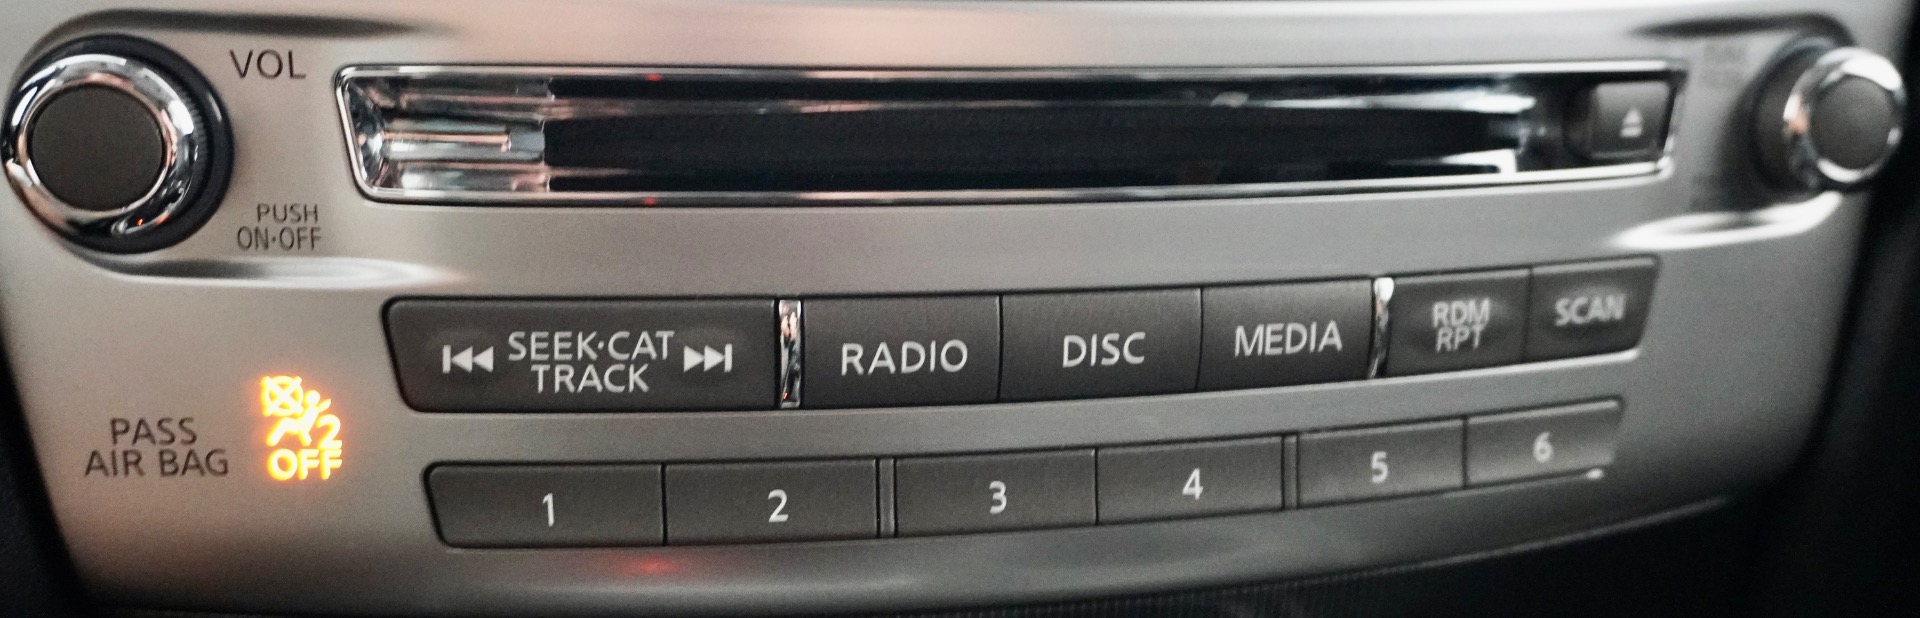 VOL
PUSH
ON·OFF
SEEK·CAT
TRACK
RADIO
DISC
MEDIA
RDM
RPT
SCAN
PASS
AIR BAG
2
OFF
1
2
3
4
5
6